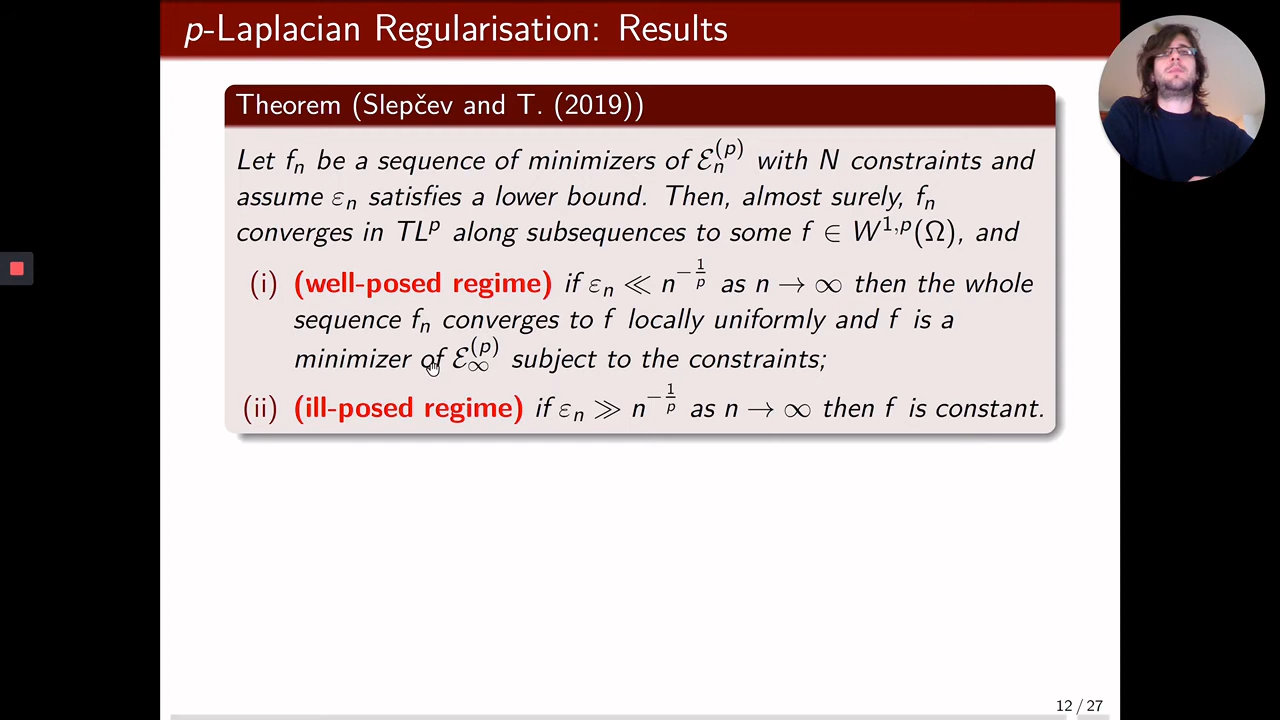 p-Laplacian Regularisation: Results
Theorem (Slepčev and T. (2019))
Let fₙ be a sequence of minimizers of ℰₙ⁽ᵖ⁾ with N constraints and
assume εₙ satisfies a lower bound. Then, almost surely, fₙ
converges in TLᵖ along subsequences to some f ∈ W¹,ᵖ(Ω), and
(i) (well-posed regime) if εₙ ≪ n^{-1/p} as n → ∞ then the whole
sequence fₙ converges to f locally uniformly and f is a
minimizer of ℰ_∞⁽ᵖ⁾ subject to the constraints;
(ii) (ill-posed regime) if εₙ ≫ n^{-1/p} as n → ∞ then f is constant.
12 / 27